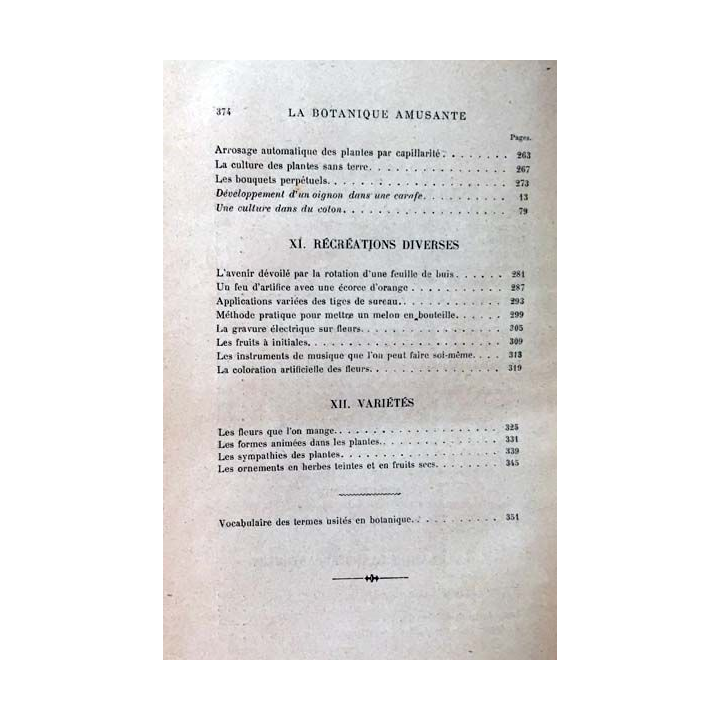 374 LA BOTANIQUE AMUSANTE
Pages.
Arrosage automatique des plantes par capillarité . . . . . . . 263
La culture des plantes sans terre. . . . . . . . . . . . . . . 267
Les bouquets perpétuels. . . . . . . . . . . . . . . . . . . . 273
Développement d'un oignon dans une carafe. . . . . . . . . . 13
Une culture dans du coton. . . . . . . . . . . . . . . . . . . 79
XI. RÉCRÉATIONS DIVERSES
L'avenir dévoilé par la rotation d'une feuille de buis. . . . . . 281
Un feu d'artifice avec une écorce d'orange . . . . . . . . . . 287
Applications variées des tiges de sureau. . . . . . . . . . . . 293
Méthode pratique pour mettre un melon en bouteille. . . . . . 299
La gravure électrique sur fleurs. . . . . . . . . . . . . . . . 305
Les fruits à initiales. . . . . . . . . . . . . . . . . . . . . 309
Les instruments de musique que l'on peut faire soi-même. . . . 313
La coloration artificielle des fleurs. . . . . . . . . . . . . . 319
XII. VARIÉTÉS
Les fleurs que l'on mange. . . . . . . . . . . . . . . . . . . 325
Les formes animées dans les plantes. . . . . . . . . . . . . . 331
Les sympathies des plantes. . . . . . . . . . . . . . . . . . . 339
Les ornements en herbes teintes et en fruits secs. . . . . . . . 345
Vocabulaire des termes usités en botanique. . . . . . . . . . . 351